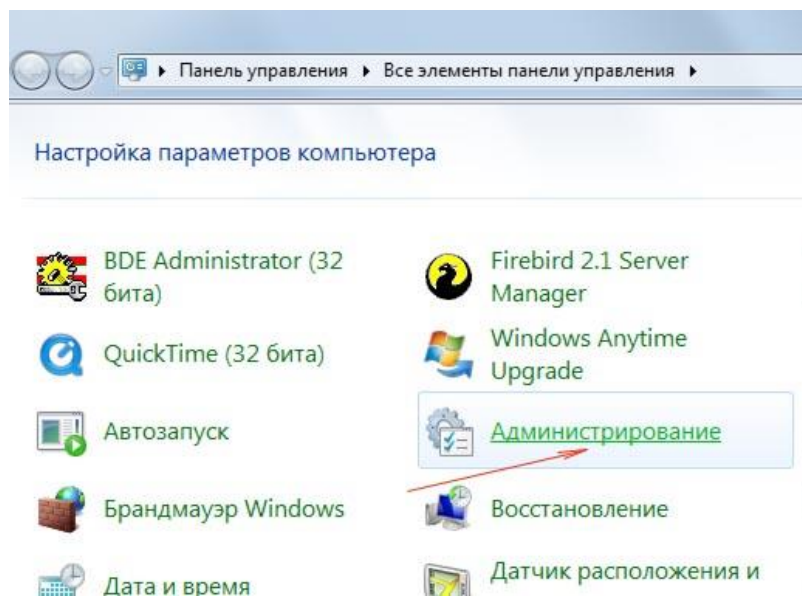 Панель управления ▸ Все элементы панели управления ▸
Настройка параметров компьютера
BDE Administrator (32
бита)
Firebird 2.1 Server
Manager
QuickTime (32 бита)
Windows Anytime
Upgrade
Автозапуск
Администрирование
Брандмауэр Windows
Восстановление
Дата и время
Датчик расположения и